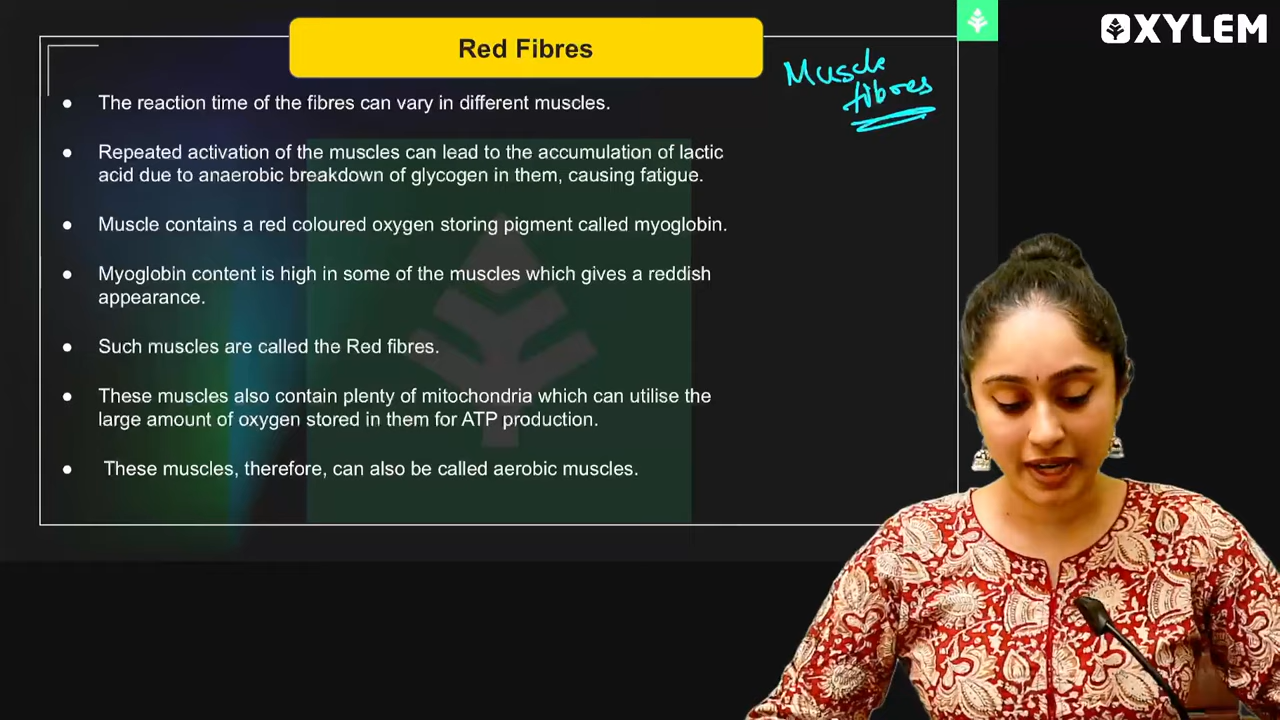 Red Fibres
XYLEM
Muscle
fibres
● The reaction time of the fibres can vary in different muscles.
● Repeated activation of the muscles can lead to the accumulation of lactic
acid due to anaerobic breakdown of glycogen in them, causing fatigue.
● Muscle contains a red coloured oxygen storing pigment called myoglobin.
● Myoglobin content is high in some of the muscles which gives a reddish
appearance.
● Such muscles are called the Red fibres.
● These muscles also contain plenty of mitochondria which can utilise the
large amount of oxygen stored in them for ATP production.
● These muscles, therefore, can also be called aerobic muscles.